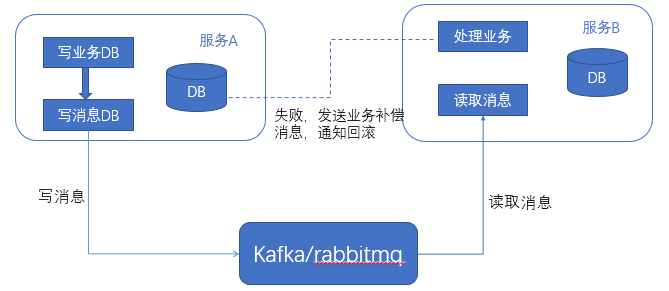 服务A
写业务DB
DB
写消息DB
服务B
处理业务
DB
读取消息
失败，发送业务补偿
消息，通知回滚
写消息
读取消息
Kafka/rabbitmq